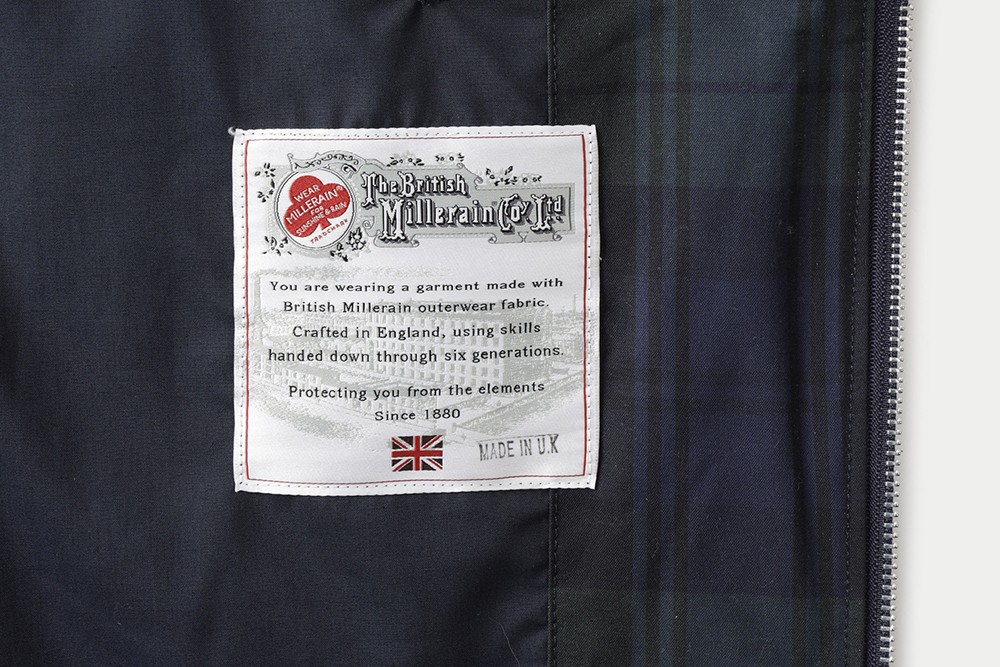 WEAR
MILLERAIN®
FOR
SUNSHINE & RAIN
TRADEMARK
The British
Millerain Coy Ltd
You are wearing a garment made with
British Millerain outerwear fabric.
Crafted in England, using skills
handed down through six generations.
Protecting you from the elements
Since 1880
MADE IN U.K